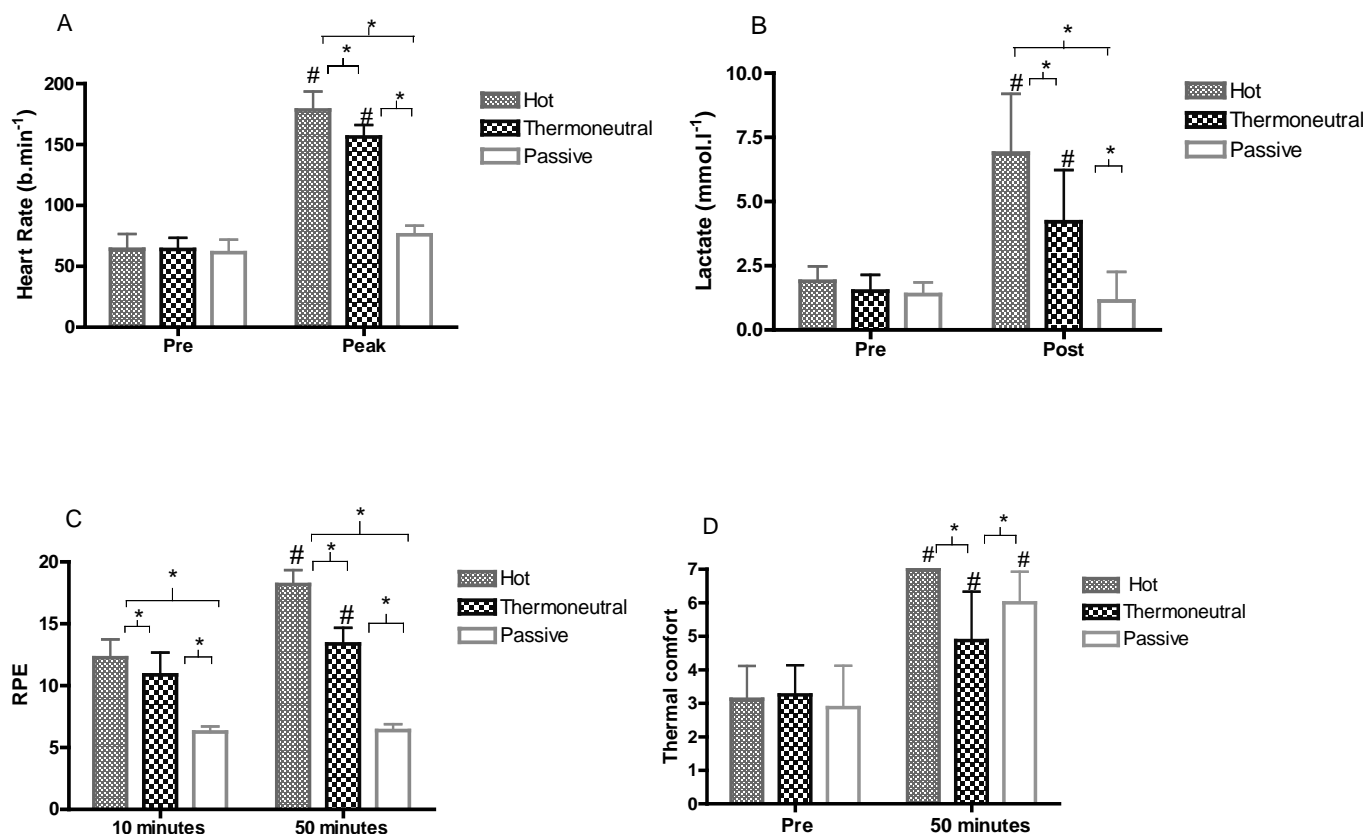 A
*
*
*
#
#
Heart Rate (b.min-1)
200
150
100
50
0
Pre
Peak
Hot
Thermoneutral
Passive
B
*
*
*
#
#
Lactate (mmol.l-1)
10.0
7.5
5.0
2.5
0.0
Pre
Post
Hot
Thermoneutral
Passive
C
*
*
*
*
*
*
#
#
RPE
20
15
10
5
0
10 minutes
50 minutes
Hot
Thermoneutral
Passive
D
*
*
#
#
#
Thermal comfort
7
6
5
4
3
2
1
0
Pre
50 minutes
Hot
Thermoneutral
Passive